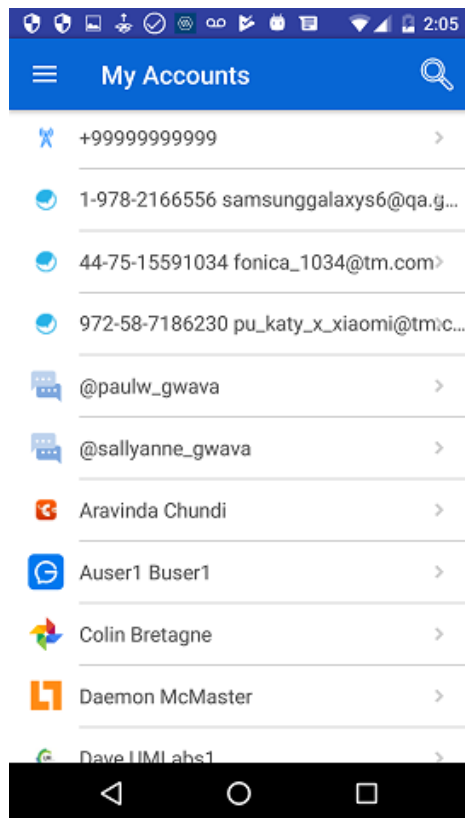 2:05
My Accounts
+99999999999
1-978-2166556 samsunggalaxys6@qa.g...
44-75-15591034 fonica_1034@tm.com
972-58-7186230 pu_katy_x_xiaomi@tm.c...
@paulw_gwava
@sallyanne_gwava
Aravinda Chundi
Auser1 Buser1
Colin Bretagne
Daemon McMaster
Dave UMLabs1